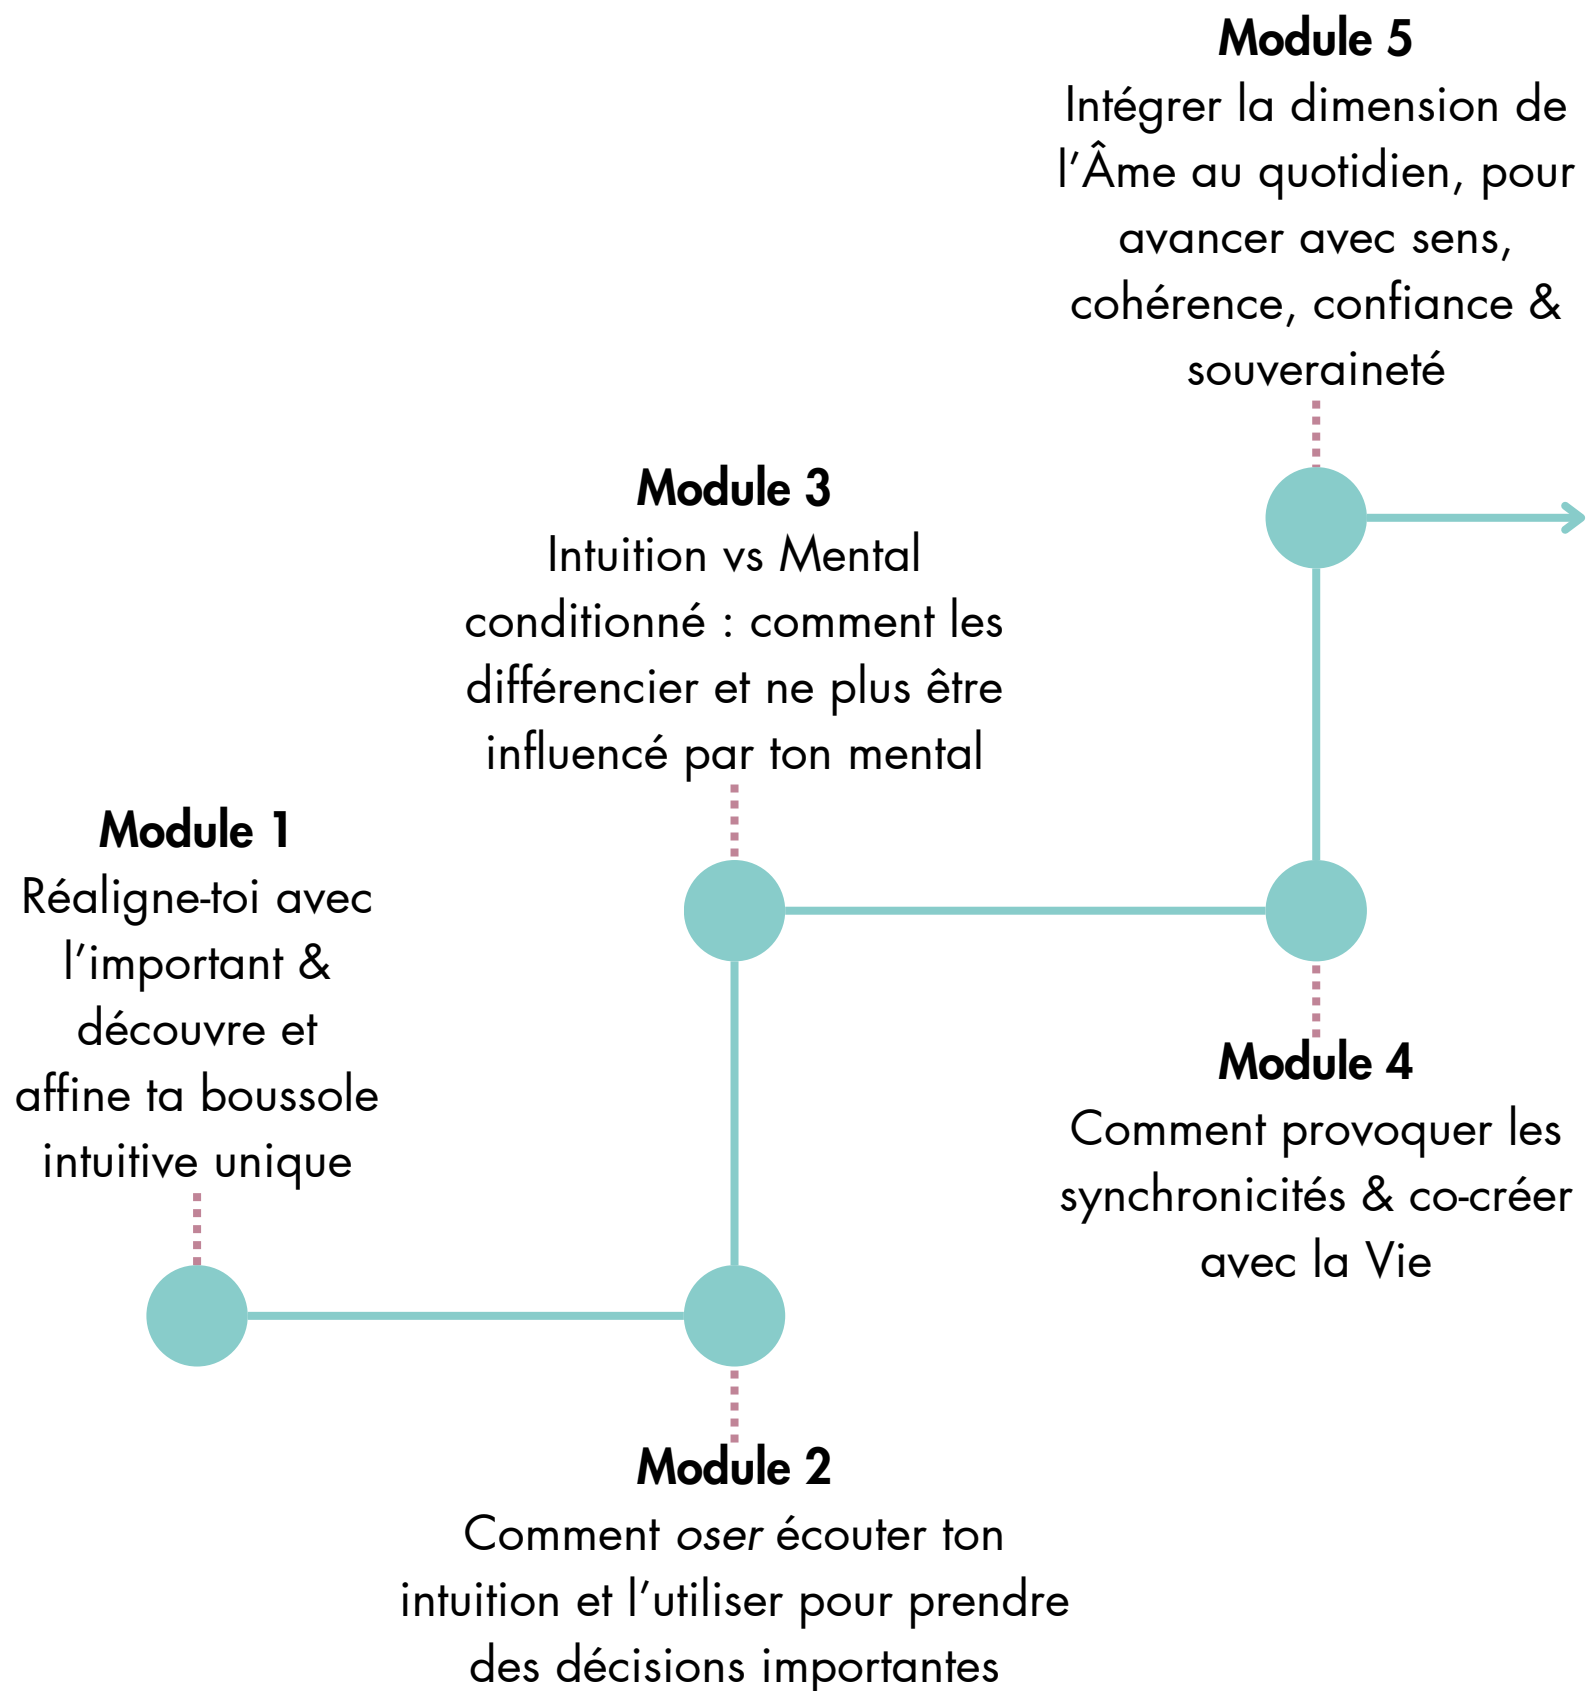 Module 5
Intégrer la dimension de
l’Âme au quotidien, pour
avancer avec sens,
cohérence, confiance &
souveraineté
Module 3
Intuition vs Mental
conditionné : comment les
différencier et ne plus être
influencé par ton mental
Module 1
Réaligne-toi avec
l’important &
découvre et
affine ta boussole
intuitive unique
Module 4
Comment provoquer les
synchronicités & co-créer
avec la Vie
Module 2
Comment oser écouter ton
intuition et l’utiliser pour prendre
des décisions importantes